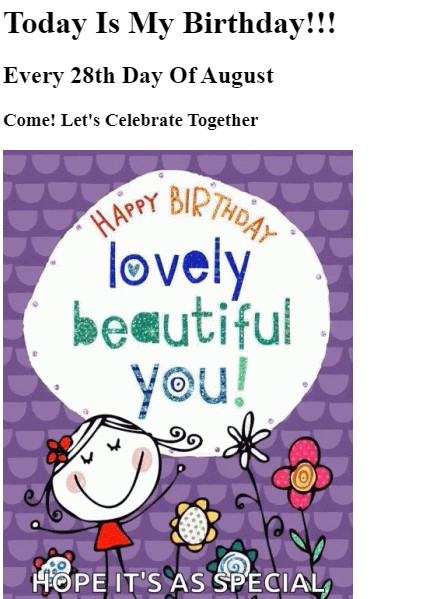 Today Is My Birthday!!!
Every 28th Day Of August
Come! Let's Celebrate Together
HAPPY BIRTHDAY
lovely
beautiful
you!
HOPE IT'S AS SPECIAL